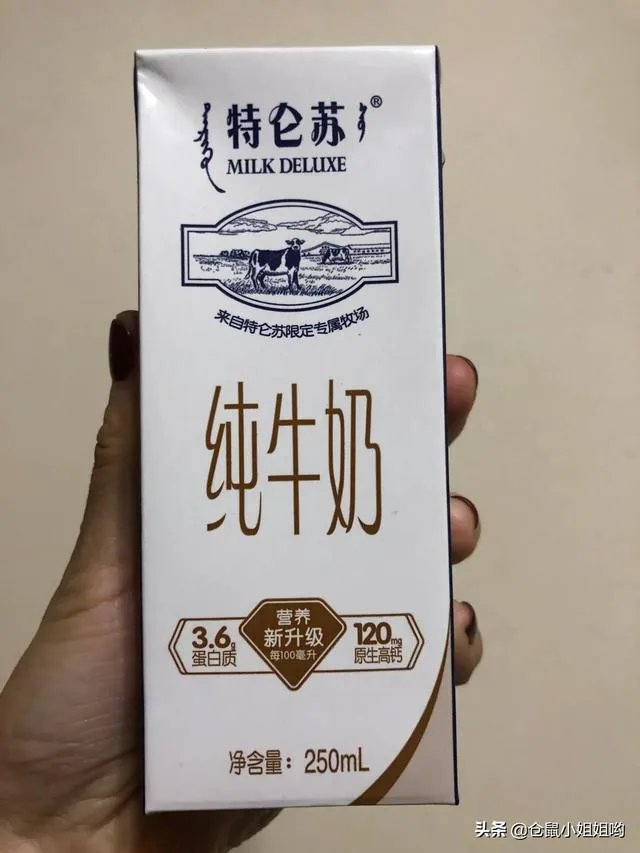 特仑苏®
MILK DELUXE
来自特仑苏限定专属牧场
纯牛奶
3.6g
蛋白质
营养
新升级
每100毫升
120mg
原生高钙
净含量：250mL
头条 @仓鼠小姐姐哟